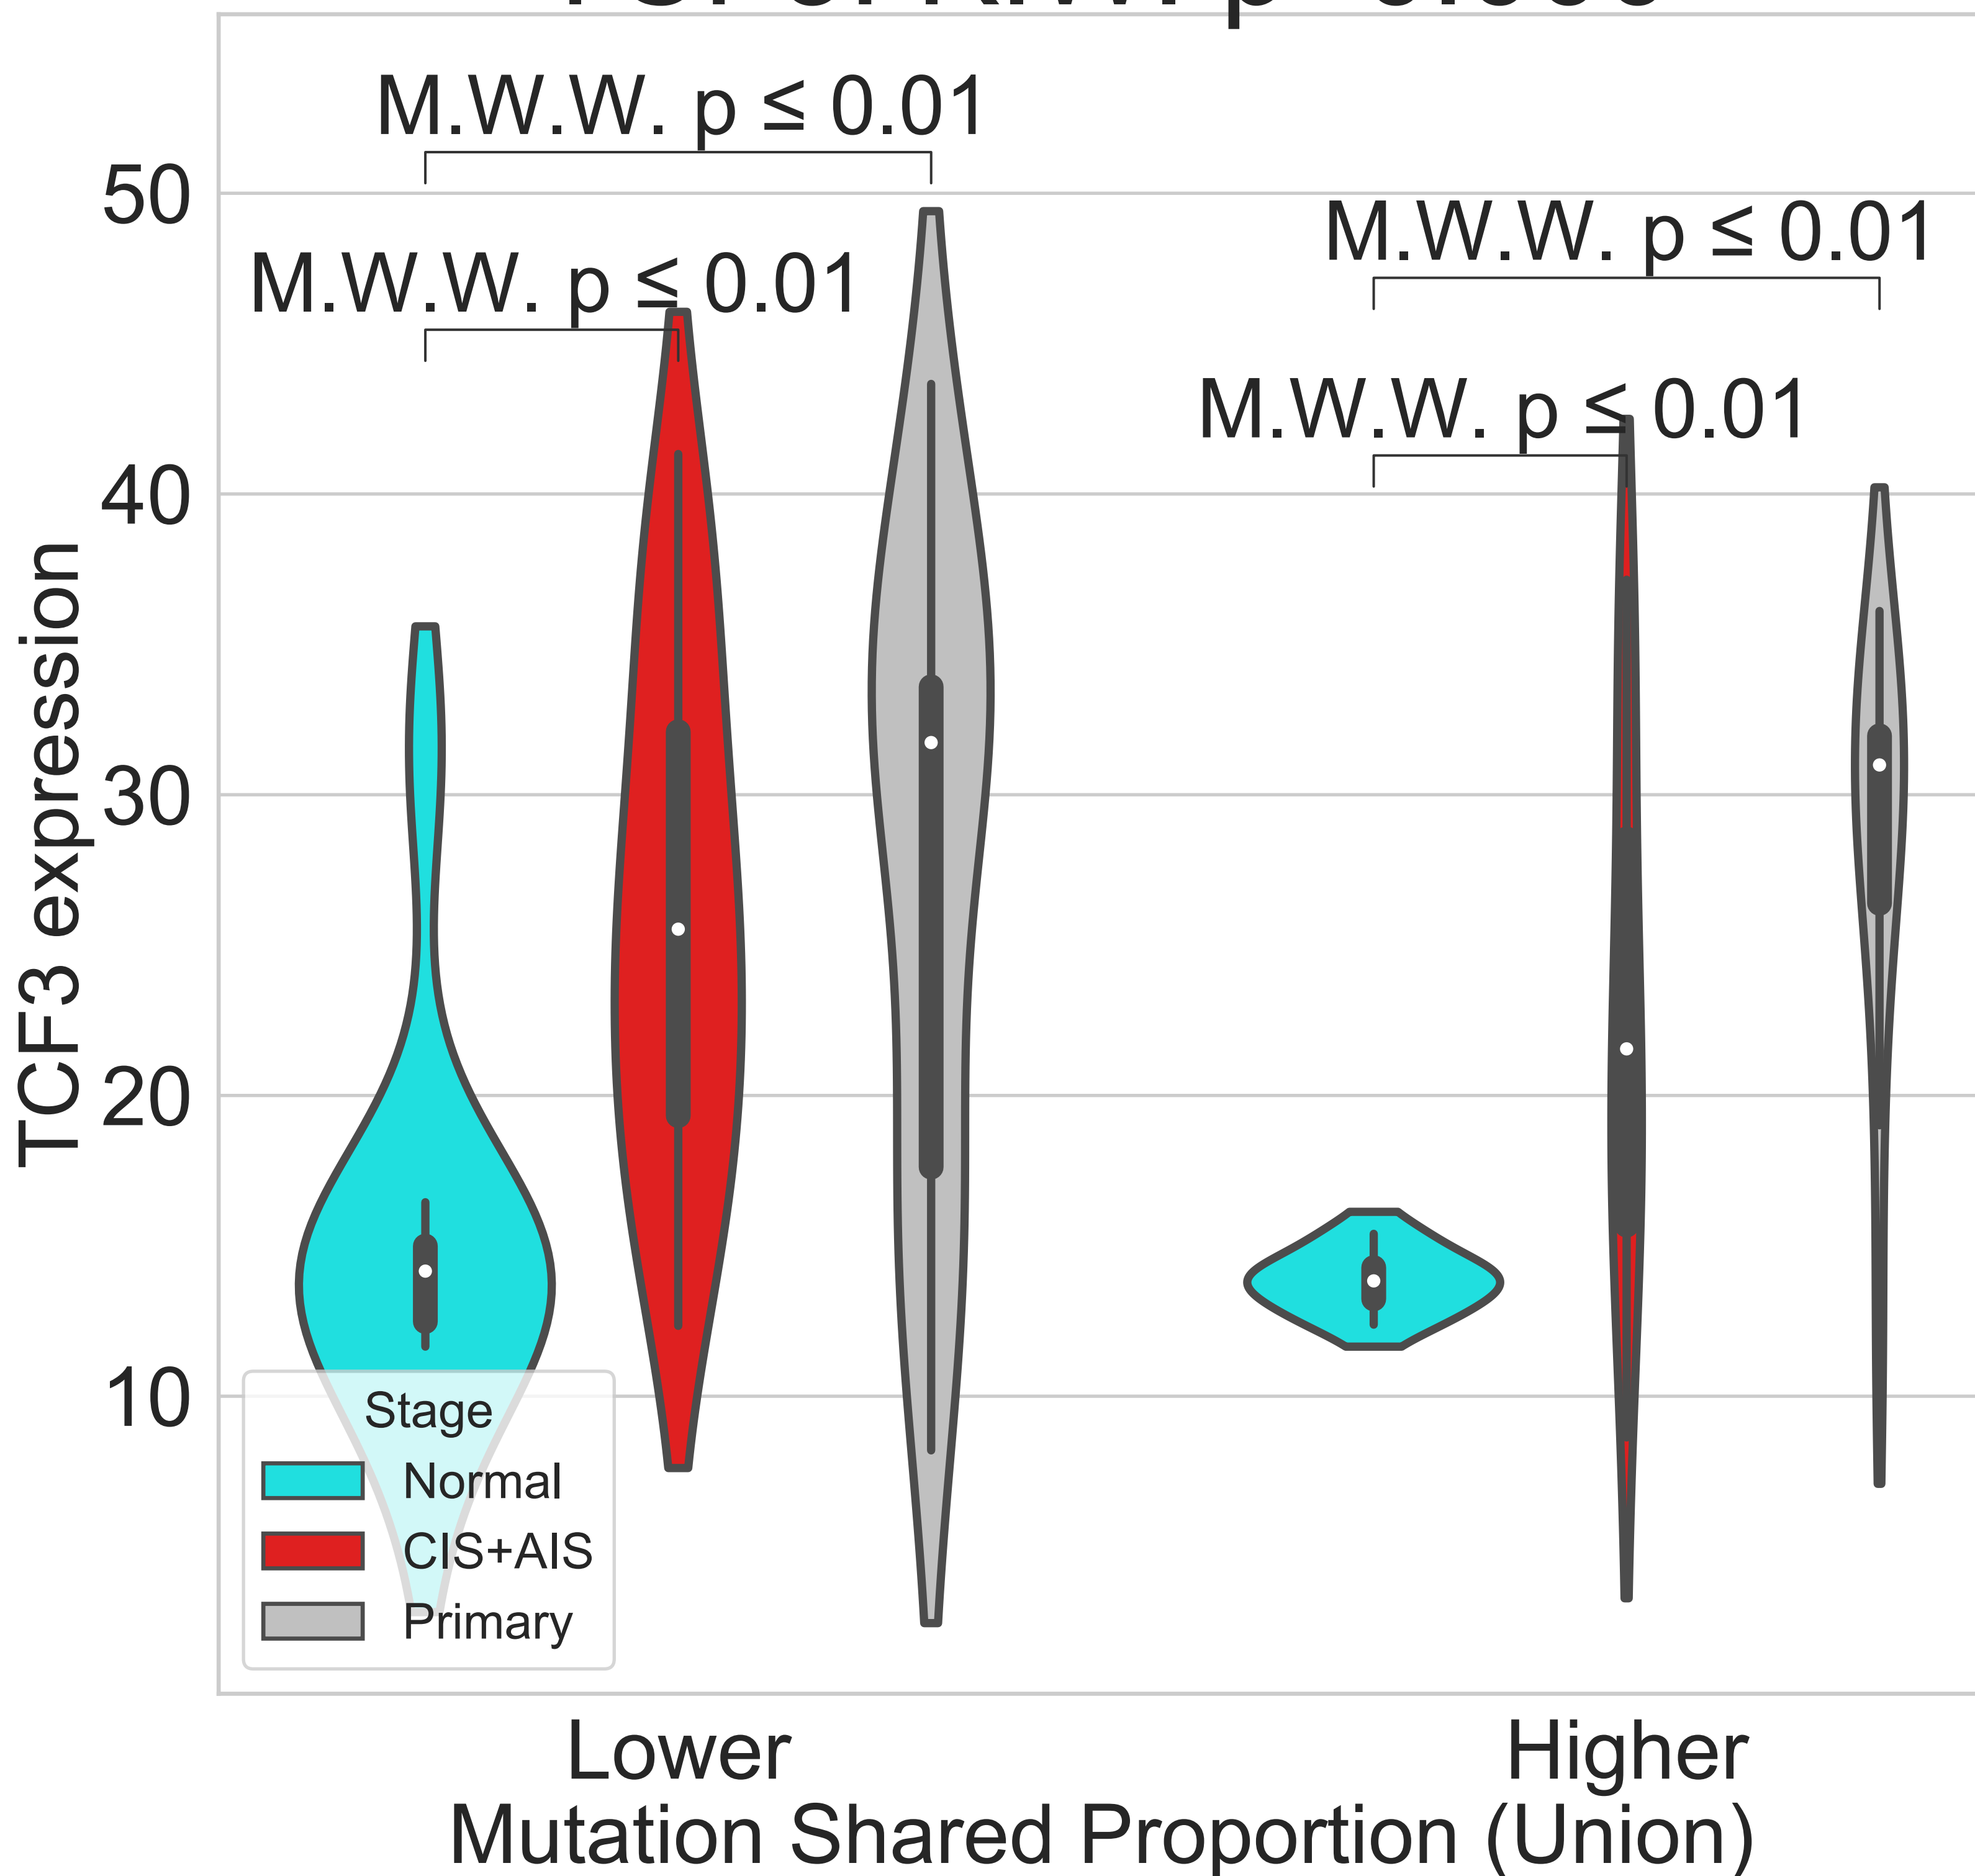 M.W.W. p ≤ 0.01
50
M.W.W. p ≤ 0.01
M.W.W. p ≤ 0.01
M.W.W. p ≤ 0.01
40
30
20
10
TCF3 expression
Stage
Normal
CIS+AIS
Primary
Lower
Higher
Mutation Shared Proportion (Union)